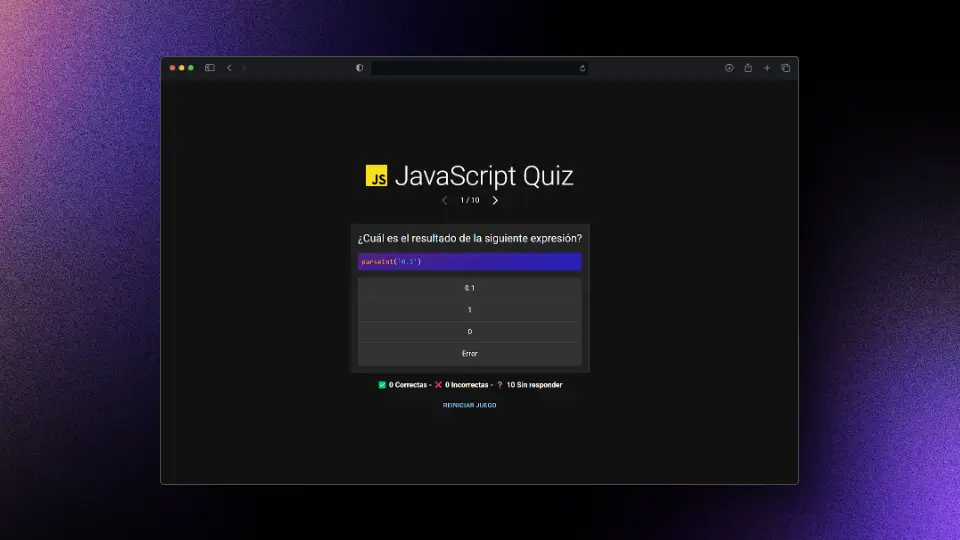 JS JavaScript Quiz
1 / 10
¿Cuál es el resultado de la siguiente expresión?
parseInt('0.1')
0.1
1
0
Error
0 Correctas - 0 Incorrectas - 10 Sin responder
REINICIAR JUEGO